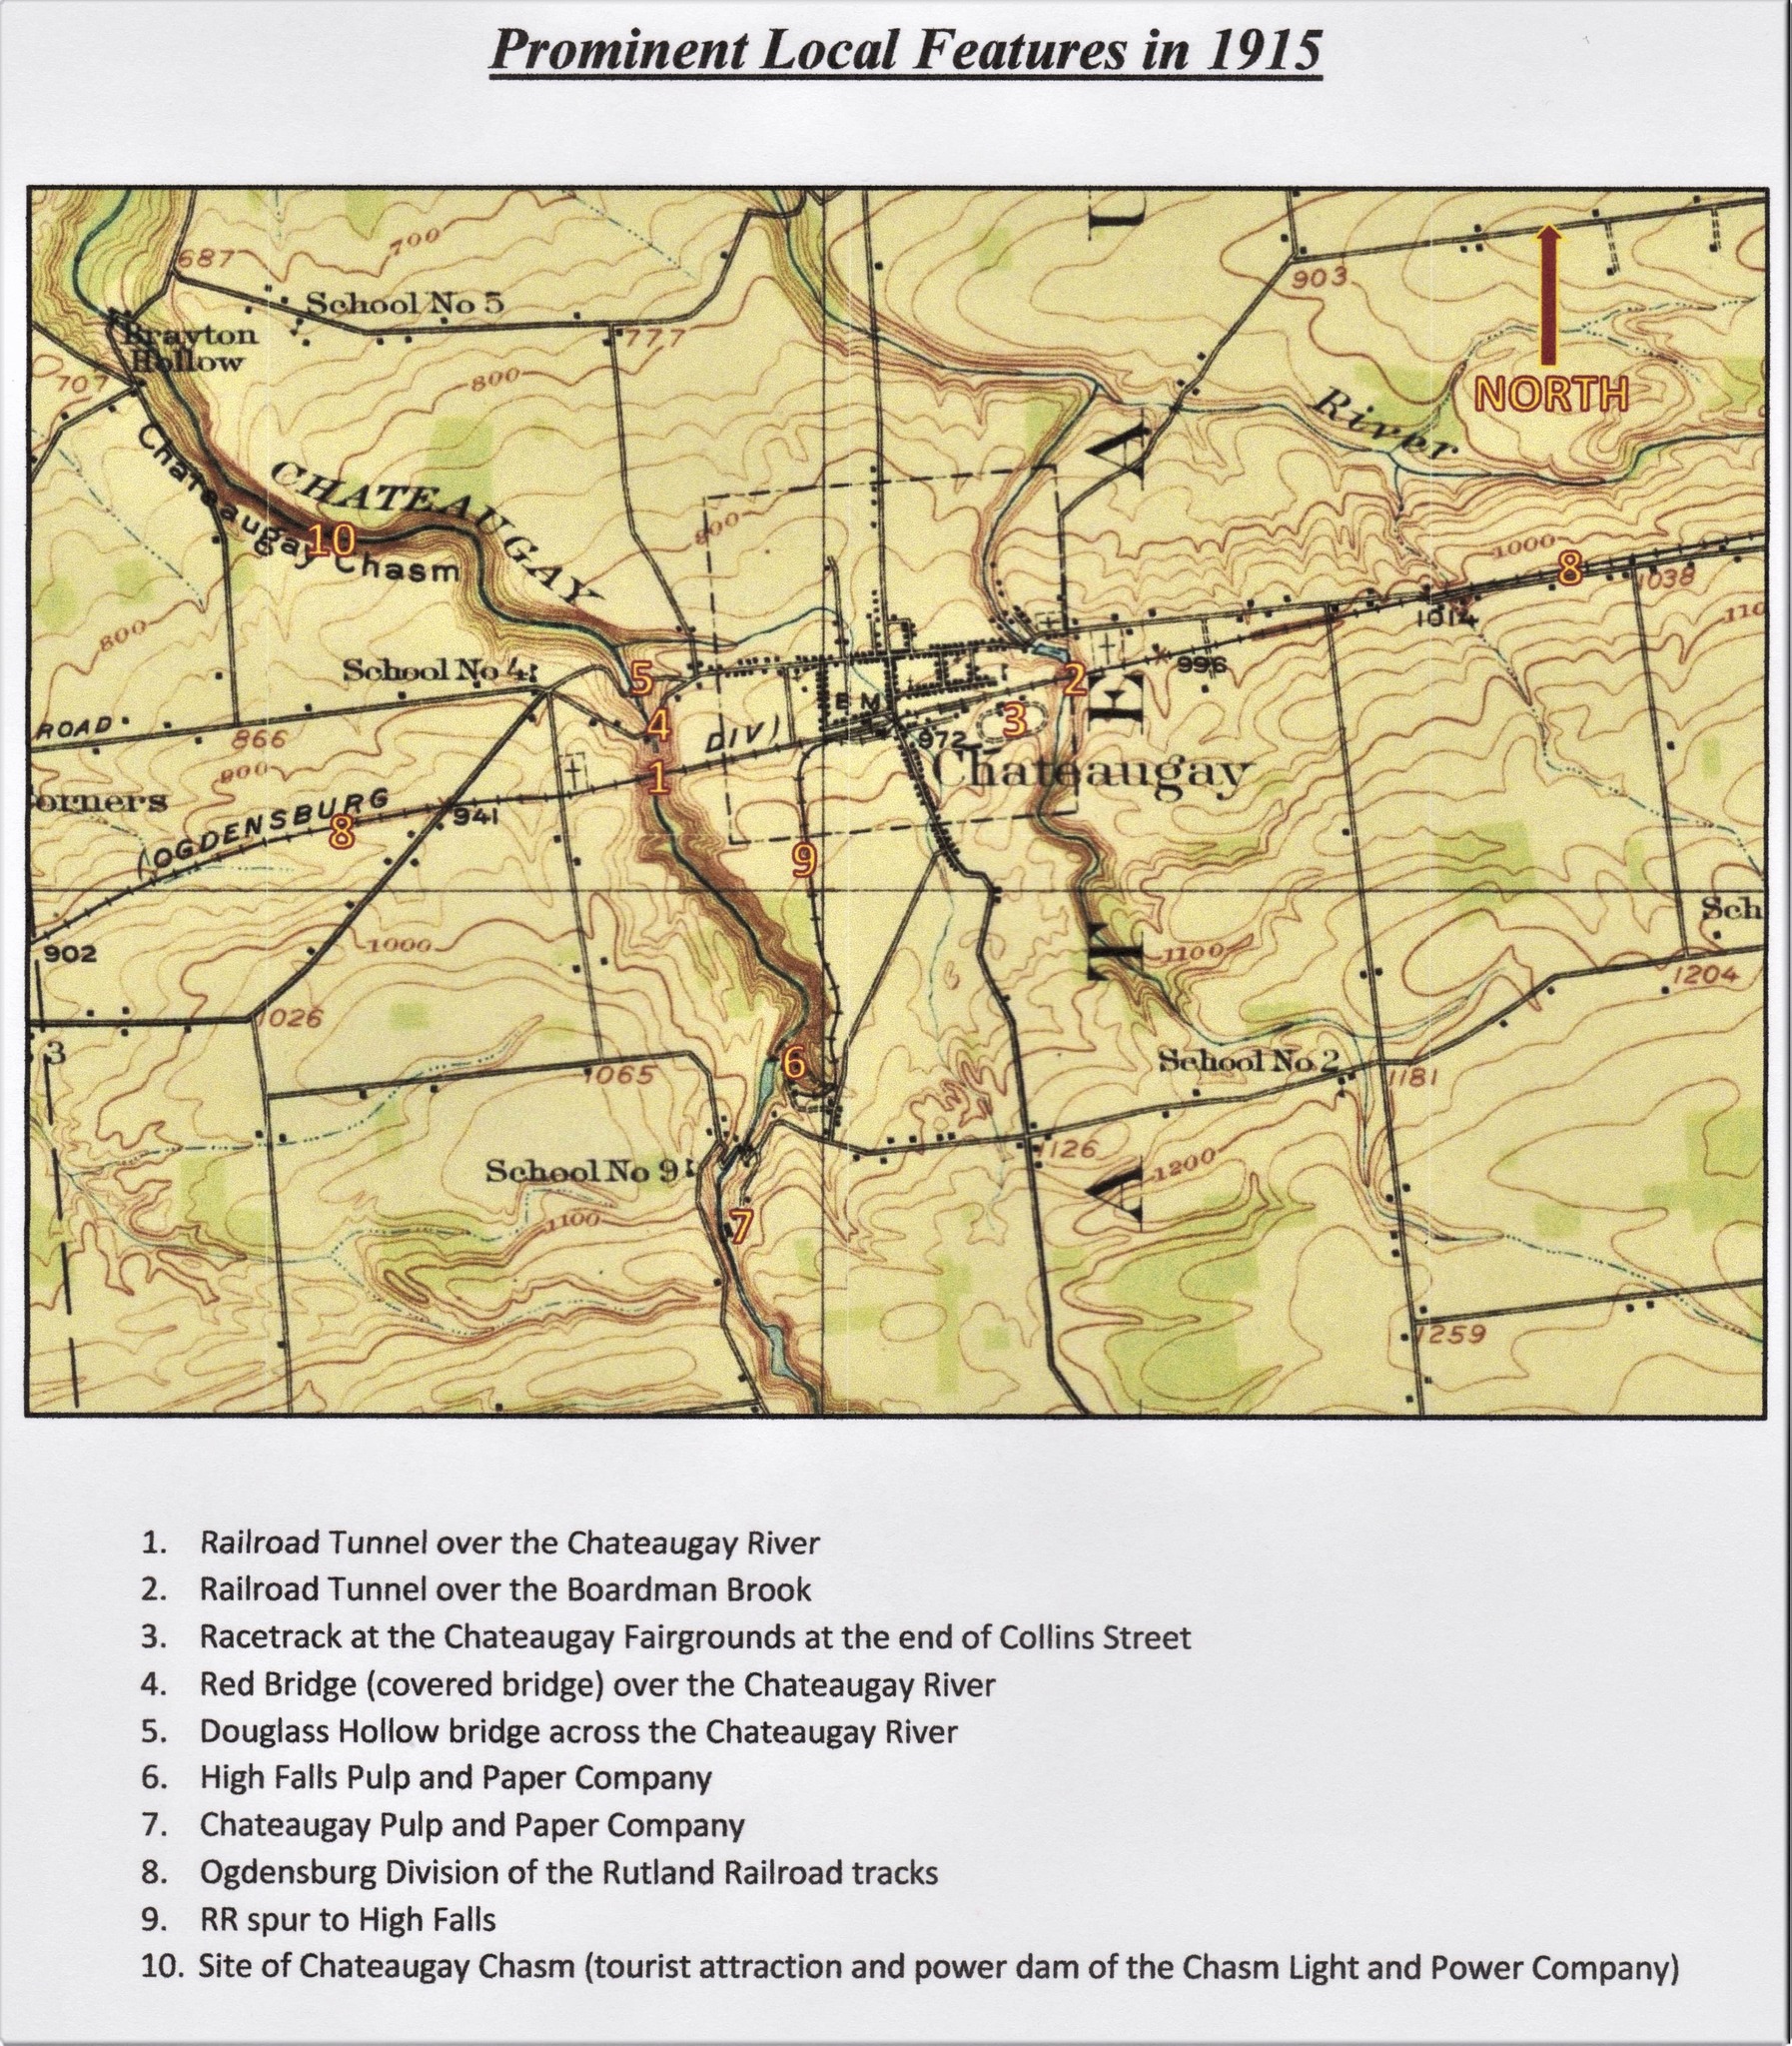 Prominent Local Features in 1915
L
687
700
School No 5
903
Brayton
Hollow
777
NORTH
707
800
River
A
Chateaugay Chasm
CHATEAUGAY
10
800
1000
8
1038
110
1014
800
School No 4
5
2
996
E
ROAD
866
4
E M
3
DIV)
972
Chateaugay
900
1
orners
(OGDENSBURG
8
941
9
Sch
902
1000
T
1100
1204
1026
3
6
School No 2
1065
1181
1126
School No 9
A
1200
1100
7
1259
1. Railroad Tunnel over the Chateaugay River
2. Railroad Tunnel over the Boardman Brook
3. Racetrack at the Chateaugay Fairgrounds at the end of Collins Street
4. Red Bridge (covered bridge) over the Chateaugay River
5. Douglass Hollow bridge across the Chateaugay River
6. High Falls Pulp and Paper Company
7. Chateaugay Pulp and Paper Company
8. Ogdensburg Division of the Rutland Railroad tracks
9. RR spur to High Falls
10. Site of Chateaugay Chasm (tourist attraction and power dam of the Chasm Light and Power Company)